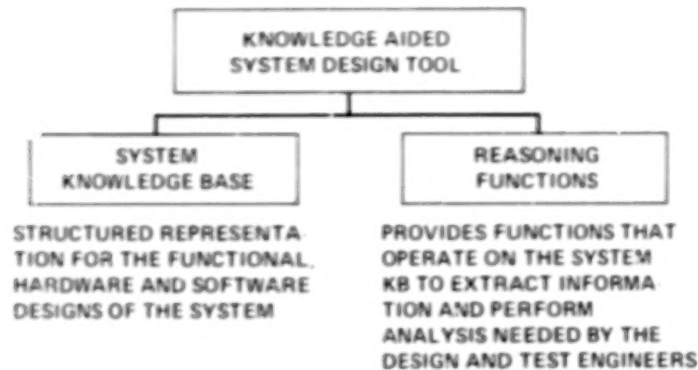 KNOWLEDGE AIDED
SYSTEM DESIGN TOOL
SYSTEM
KNOWLEDGE BASE
REASONING
FUNCTIONS
STRUCTURED REPRESENTA-
TION FOR THE FUNCTIONAL,
HARDWARE AND SOFTWARE
DESIGNS OF THE SYSTEM
PROVIDES FUNCTIONS THAT
OPERATE ON THE SYSTEM
KB TO EXTRACT INFORMA-
TION AND PERFORM
ANALYSIS NEEDED BY THE
DESIGN AND TEST ENGINEERS